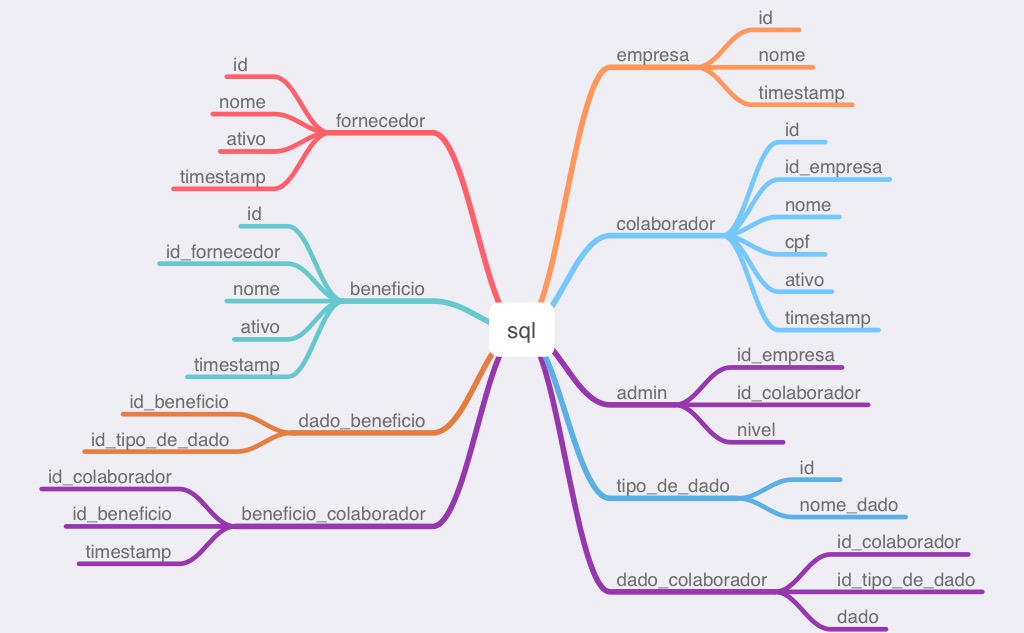 sql
empresa
id
nome
timestamp
colaborador
id
id_empresa
nome
cpf
ativo
timestamp
admin
id_empresa
id_colaborador
nivel
tipo_de_dado
id
nome_dado
dado_colaborador
id_colaborador
id_tipo_de_dado
dado
fornecedor
id
nome
ativo
timestamp
beneficio
id
id_fornecedor
nome
ativo
timestamp
dado_beneficio
id_beneficio
id_tipo_de_dado
beneficio_colaborador
id_colaborador
id_beneficio
timestamp